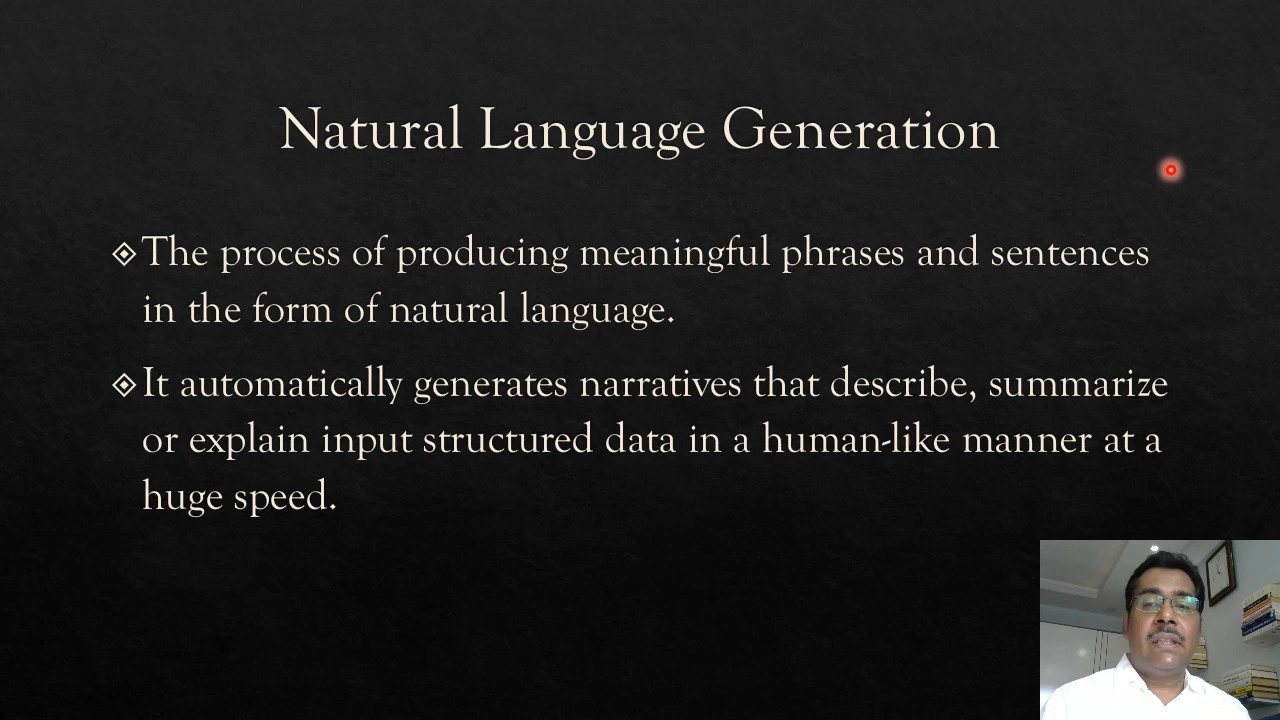 Natural Language Generation
The process of producing meaningful phrases and sentences
in the form of natural language.
It automatically generates narratives that describe, summarize
or explain input structured data in a human-like manner at a
huge speed.